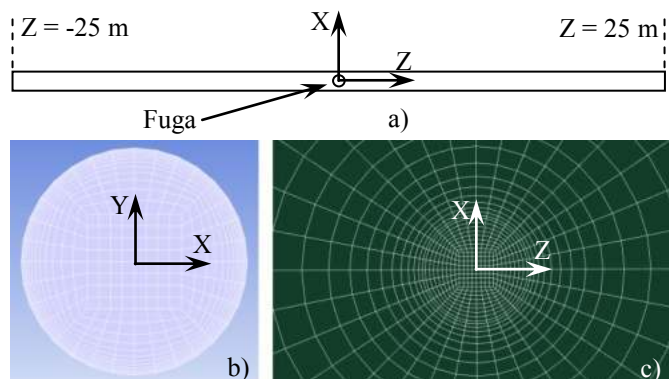 Z = -25 m
X
Z = 25 m
Z
Fuga
a)
Y
X
b)
X
Z
c)